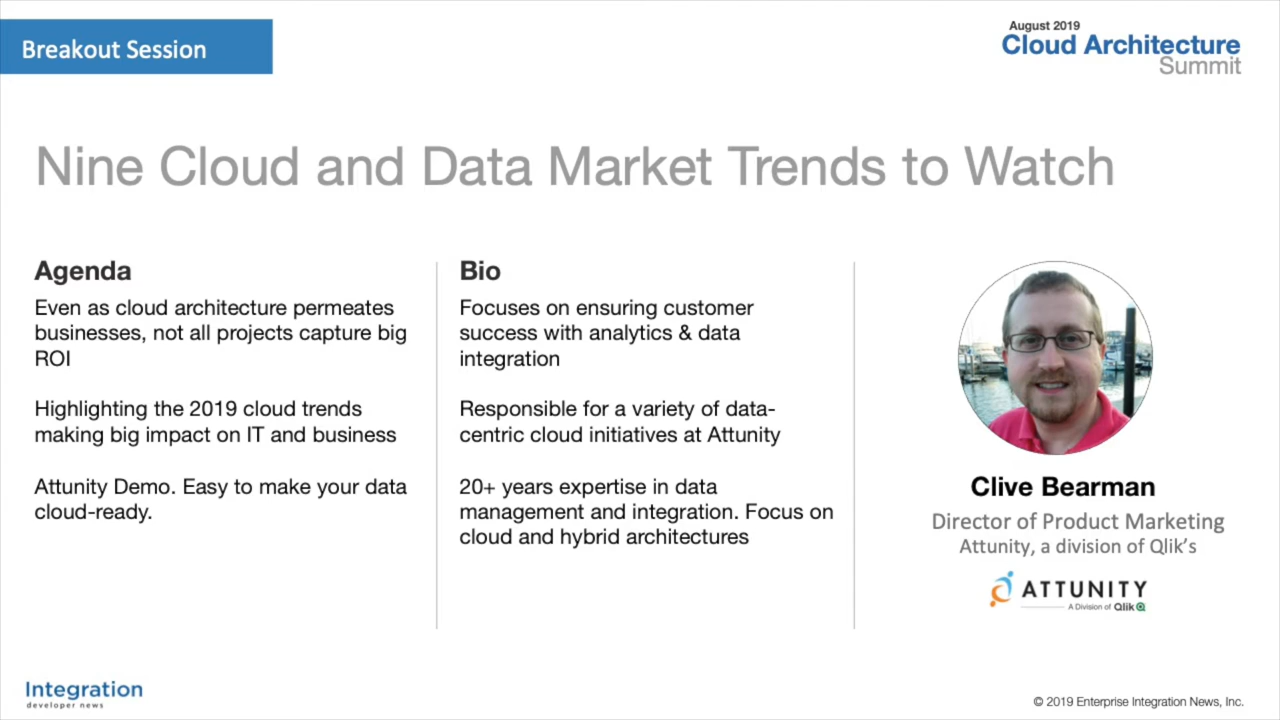 Breakout Session
August 2019
Cloud Architecture
Summit
Nine Cloud and Data Market Trends to Watch
Agenda
Even as cloud architecture permeates
businesses, not all projects capture big
ROI
Highlighting the 2019 cloud trends
making big impact on IT and business
Attunity Demo. Easy to make your data
cloud-ready.
Bio
Focuses on ensuring customer
success with analytics & data
integration
Responsible for a variety of data-
centric cloud initiatives at Attunity
20+ years expertise in data
management and integration. Focus on
cloud and hybrid architectures
Clive Bearman
Director of Product Marketing
Attunity, a division of Qlik's
ATTUNITY
A Division of Qlik
Integration
developer news
© 2019 Enterprise Integration News, Inc.